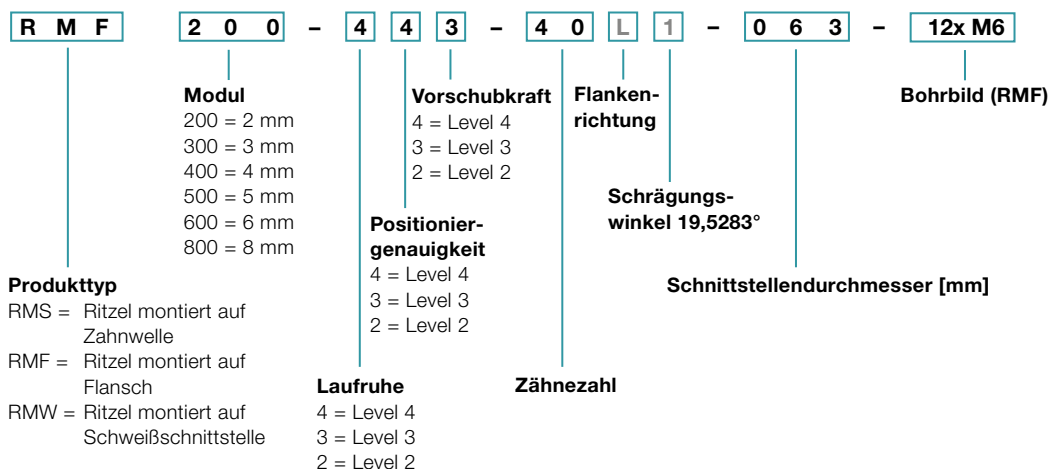 R M F 2 0 0 – 4 4 3 – 4 0 L 1 – 0 6 3 – 12x M6
Modul
200 = 2 mm
300 = 3 mm
400 = 4 mm
500 = 5 mm
600 = 6 mm
800 = 8 mm
Vorschubkraft
4 = Level 4
3 = Level 3
2 = Level 2
Flanken-
richtung
Bohrbild (RMF)
Schrägungs-
winkel 19,5283°
Positionier-
genauigkeit
4 = Level 4
3 = Level 3
2 = Level 2
Produkttyp
RMS = Ritzel montiert auf
Zahnwelle
RMF = Ritzel montiert auf
Flansch
RMW = Ritzel montiert auf
Schweißschnittstelle
Schnittstellendurchmesser [mm]
Laufruhe
4 = Level 4
3 = Level 3
2 = Level 2
Zähnezahl